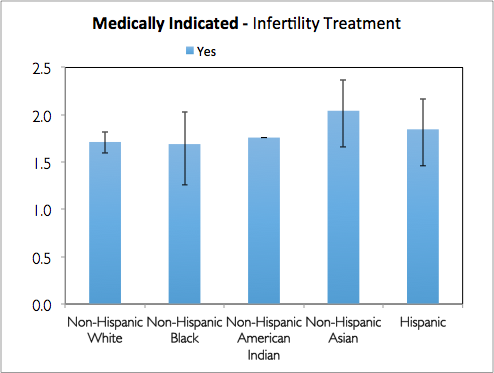 Medically Indicated - Infertility Treatment
Yes
2.5
2.0
1.5
1.0
0.5
0.0
Non-Hispanic White
Non-Hispanic Black
Non-Hispanic American Indian
Non-Hispanic Asian
Hispanic